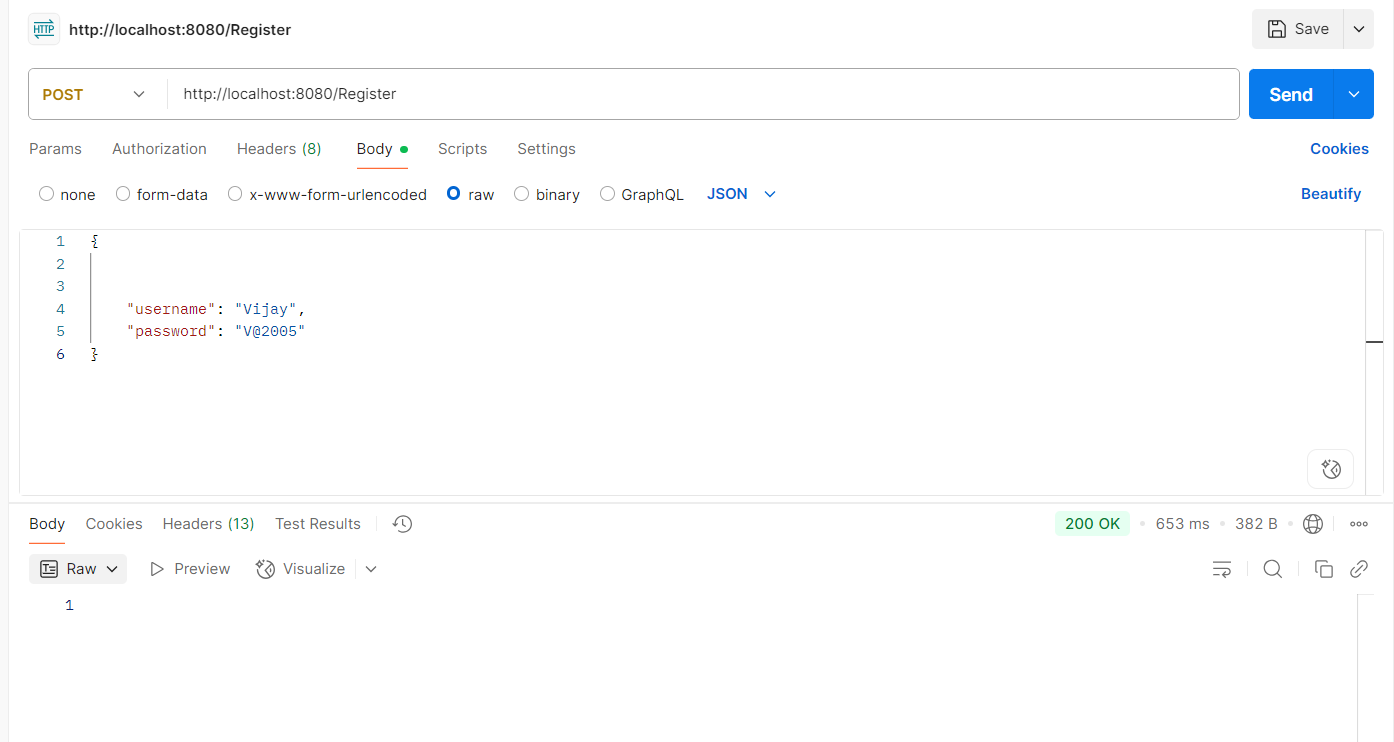 HTTP http://localhost:8080/Register Save
POST http://localhost:8080/Register Send
Params Authorization Headers (8) Body Scripts Settings Cookies
none form-data x-www-form-urlencoded raw binary GraphQL JSON Beautify
1 {
2
3
4 "username": "Vijay",
5 "password": "V@2005"
6 }
Body Cookies Headers (13) Test Results 200 OK 653 ms 382 B
Raw Preview Visualize
1